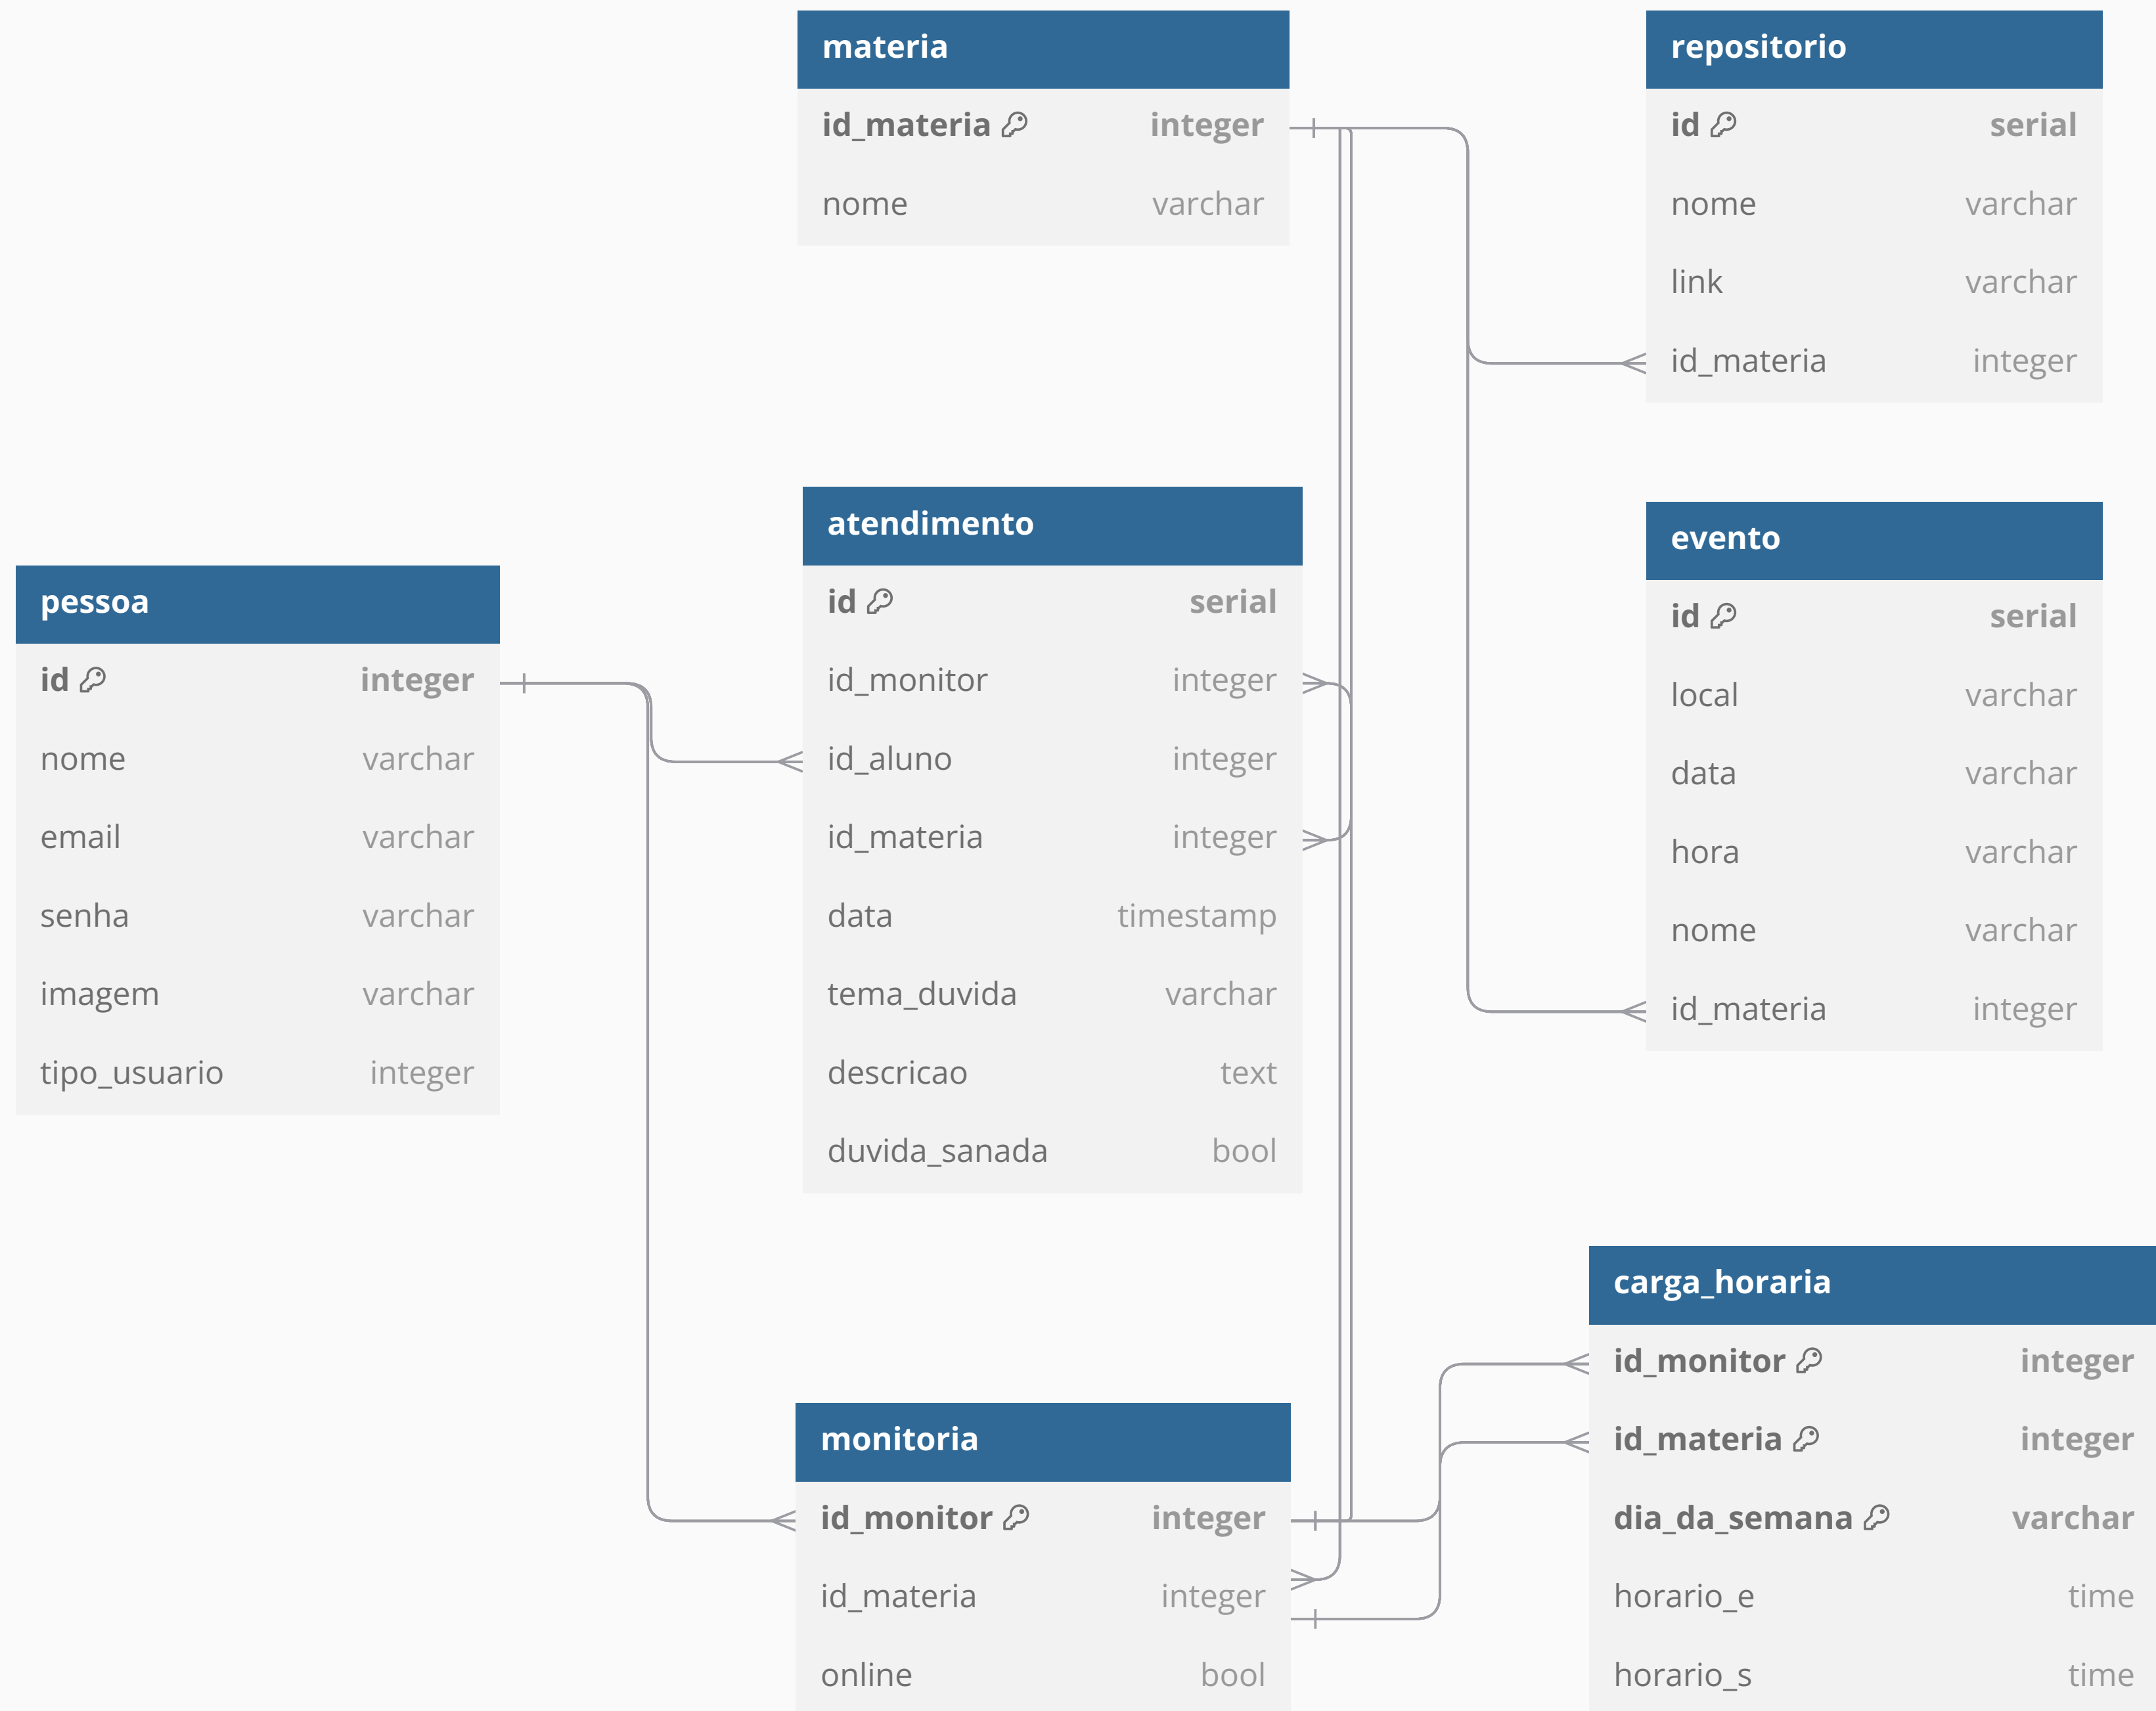 materia
id_materia integer
nome varchar
repositorio
id serial
nome varchar
link varchar
id_materia integer
atendimento
id serial
id_monitor integer
id_aluno integer
id_materia integer
data timestamp
tema_duvida varchar
descricao text
duvida_sanada bool
evento
id serial
local varchar
data varchar
hora varchar
nome varchar
id_materia integer
pessoa
id integer
nome varchar
email varchar
senha varchar
imagem varchar
tipo_usuario integer
carga_horaria
id_monitor integer
id_materia integer
dia_da_semana varchar
horario_e time
horario_s time
monitoria
id_monitor integer
id_materia integer
online bool